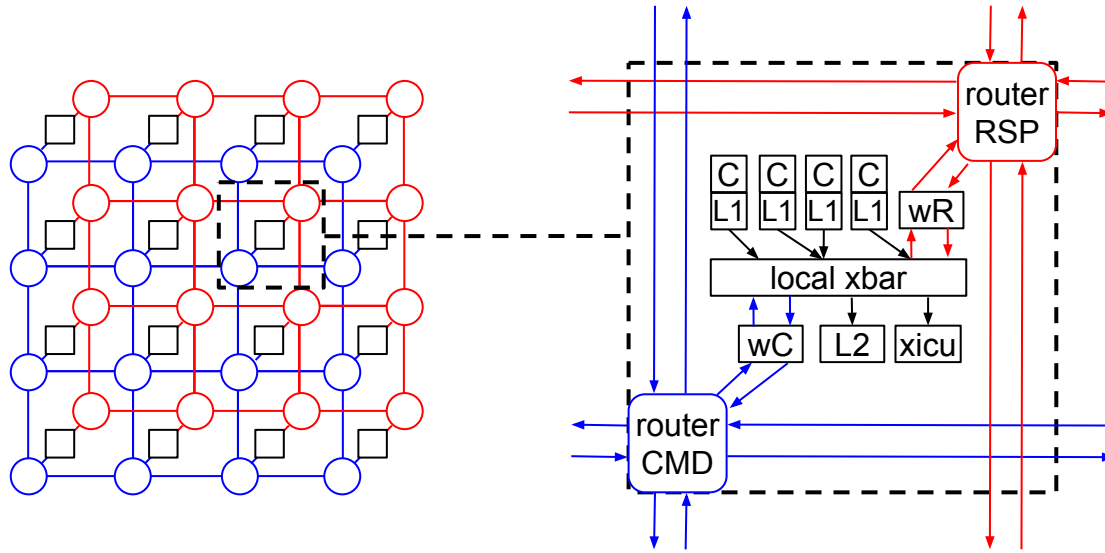 router
RSP
C C C C
L1 L1 L1 L1
wR
local xbar
wC L2 xicu
router
CMD